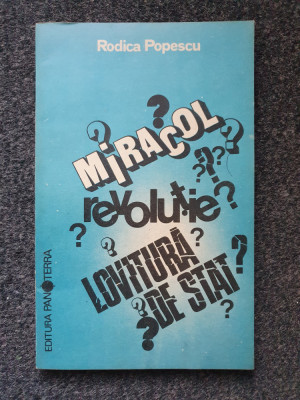 Rodica Popescu
? MiRACOL ?
revoluție
LOVITURĂ
DE STAT
EDITURA PAN TERRA